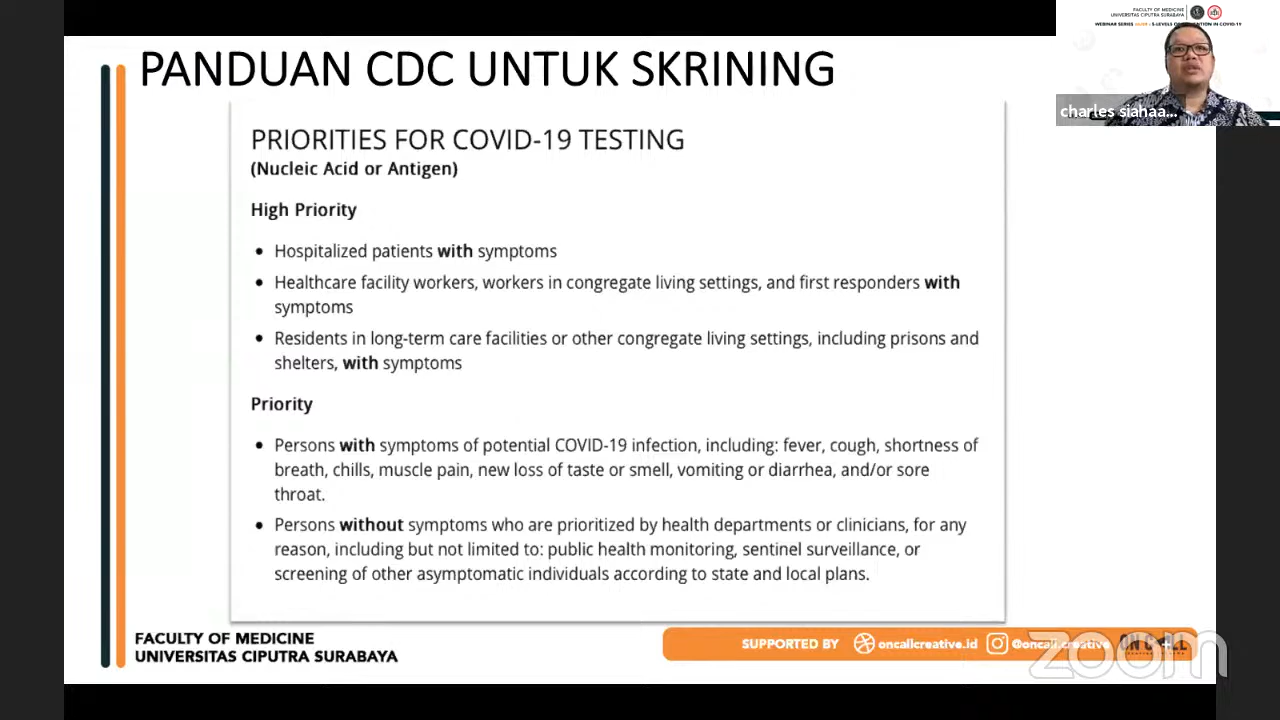 PANDUAN CDC UNTUK SKRINING
FACULTY OF MEDICINE
UNIVERSITAS CIPUTRA SURABAYA
charles siahaa...
PRIORITIES FOR COVID-19 TESTING
(Nucleic Acid or Antigen)
High Priority
• Hospitalized patients with symptoms
• Healthcare facility workers, workers in congregate living settings, and first responders with
symptoms
• Residents in long-term care facilities or other congregate living settings, including prisons and
shelters, with symptoms
Priority
• Persons with symptoms of potential COVID-19 infection, including: fever, cough, shortness of
breath, chills, muscle pain, new loss of taste or smell, vomiting or diarrhea, and/or sore
throat.
• Persons without symptoms who are prioritized by health departments or clinicians, for any
reason, including but not limited to: public health monitoring, sentinel surveillance, or
screening of other asymptomatic individuals according to state and local plans.
FACULTY OF MEDICINE
UNIVERSITAS CIPUTRA SURABAYA
SUPPORTED BY oncallcreative.id @oncall.creative
zoom